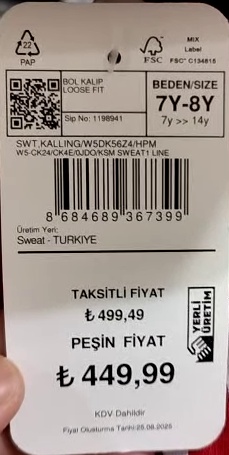 22
PAP
FSC
MIX
Label
FSC® C134815
BOL KALIP
LOOSE FIT
Sip No: 1198941
BEDEN/SIZE
7Y-8Y
7y >> 14y
SWT.KALLING/W5DK56Z4/HPM
W5-CK24/CK4E/0JDO/KSM SWEAT1 LINE
8 684689 367399
Üretim Yeri:
Sweat - TURKIYE
TAKSİTLİ FİYAT
₺ 499,49
PEŞİN FİYAT
₺ 449,99
YERLİ
ÜRETİM
KDV Dahildir
Fiyat Oluşturma Tarihi:25.08.2025